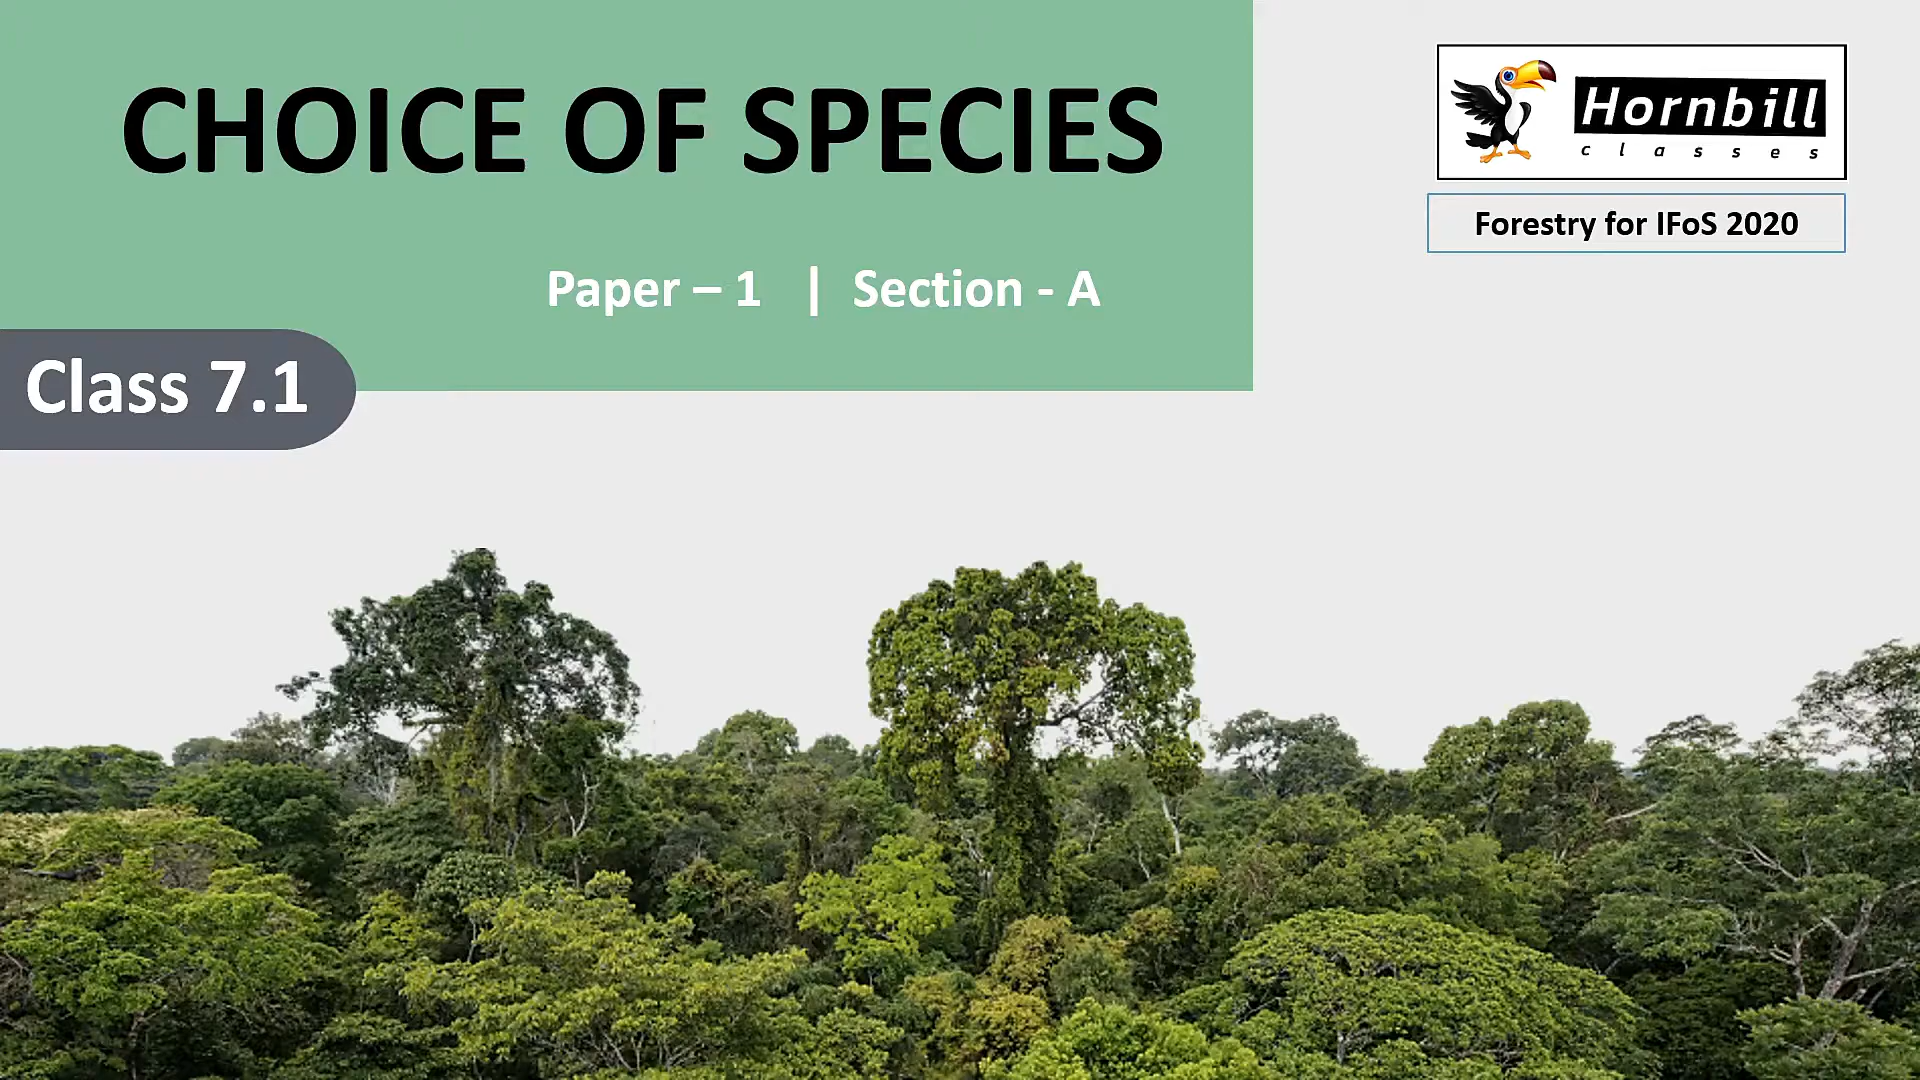 CHOICE OF SPECIES
Paper – 1 | Section - A
Class 7.1
Hornbill
classes
Forestry for IFoS 2020